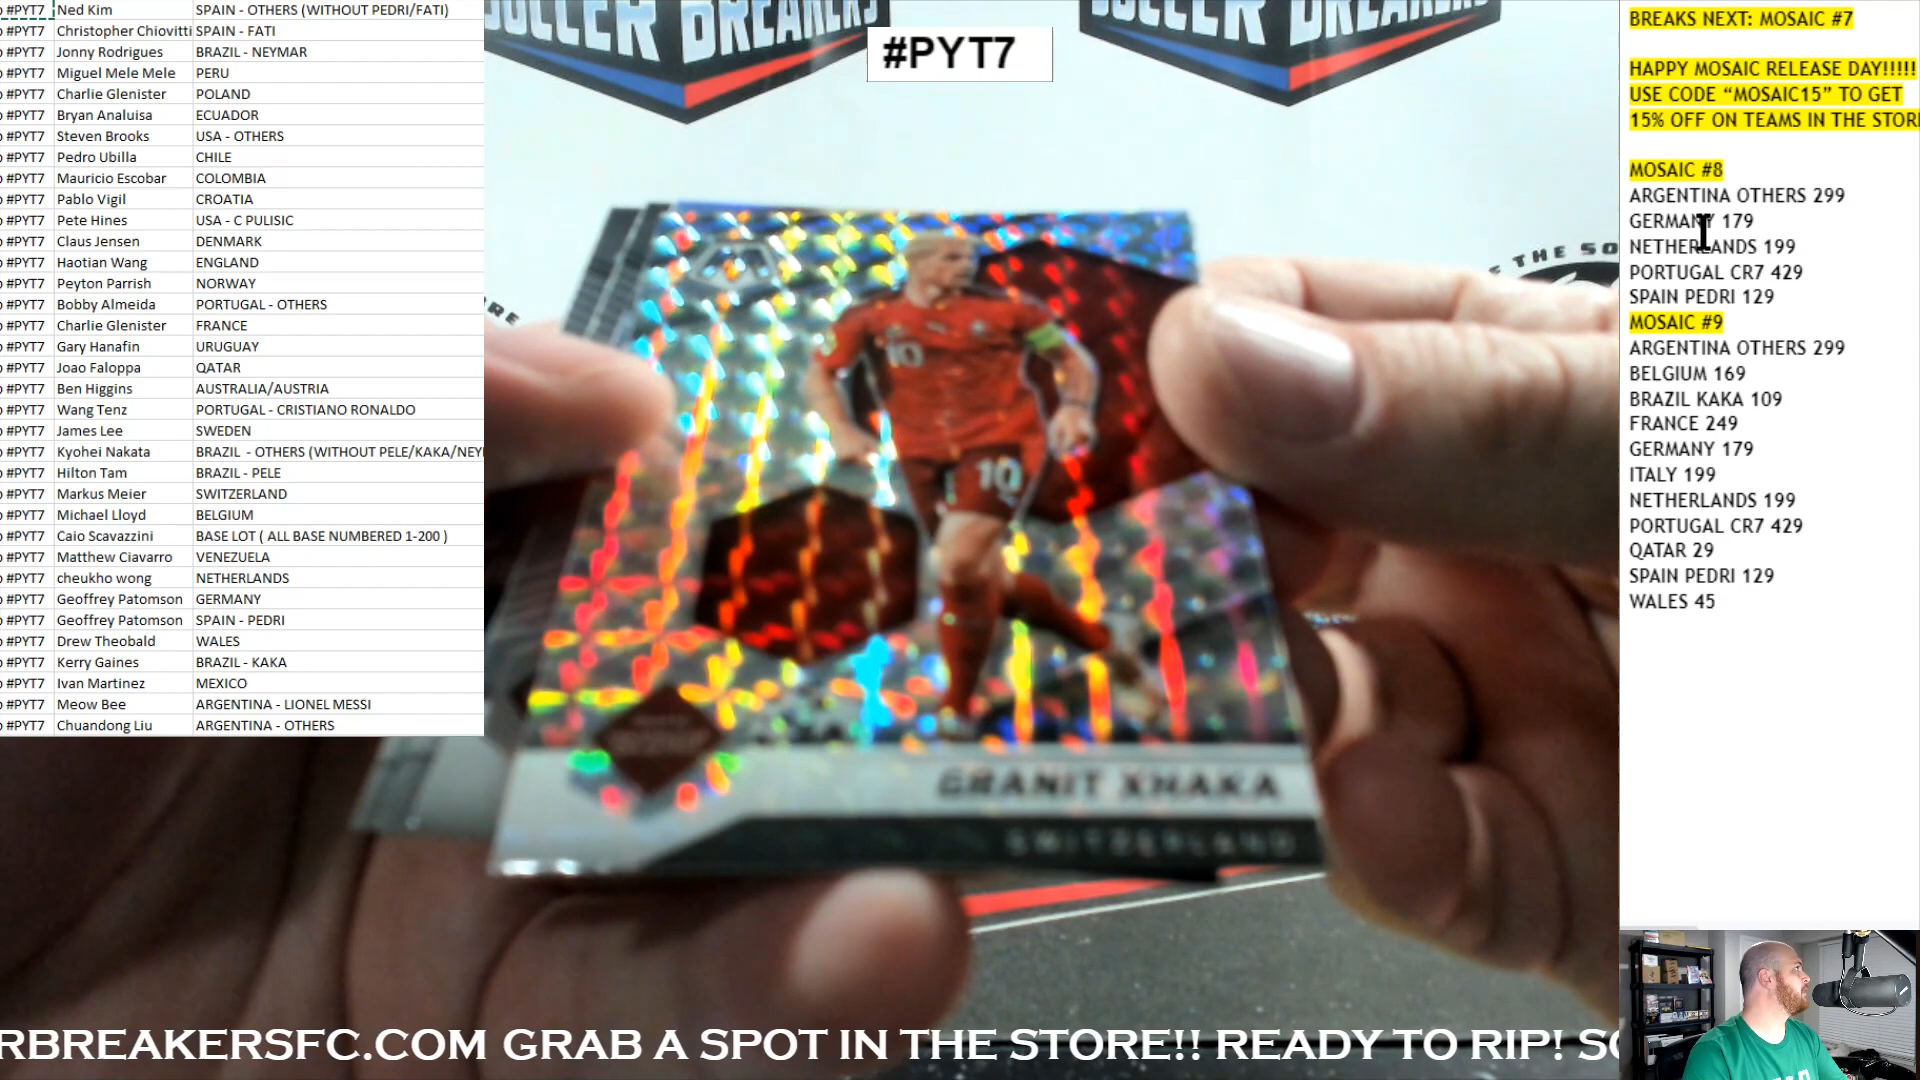 #PYT7 Ned Kim SPAIN - OTHERS (WITHOUT PEDRI/FATI)
#PYT7 Christopher Chiovitti SPAIN - FATI
#PYT7 Jonny Rodrigues BRAZIL - NEYMAR
#PYT7 Miguel Mele Mele PERU
#PYT7 Charlie Glenister POLAND
#PYT7 Bryan Analuisa ECUADOR
#PYT7 Steven Brooks USA - OTHERS
#PYT7 Pedro Ubilla CHILE
#PYT7 Mauricio Escobar COLOMBIA
#PYT7 Pablo Vigil CROATIA
#PYT7 Pete Hines USA - C PULISIC
#PYT7 Claus Jensen DENMARK
#PYT7 Haotian Wang ENGLAND
#PYT7 Peyton Parrish NORWAY
#PYT7 Bobby Almeida PORTUGAL - OTHERS
#PYT7 Charlie Glenister FRANCE
#PYT7 Gary Hanafin URUGUAY
#PYT7 Joao Faloppa QATAR
#PYT7 Ben Higgins AUSTRALIA/AUSTRIA
#PYT7 Wang Tenz PORTUGAL - CRISTIANO RONALDO
#PYT7 James Lee SWEDEN
#PYT7 Kyohei Nakata BRAZIL - OTHERS (WITHOUT PELE/KAKA/NEY
#PYT7 Hilton Tam BRAZIL - PELE
#PYT7 Markus Meier SWITZERLAND
#PYT7 Michael Lloyd BELGIUM
#PYT7 Caio Scavazzini BASE LOT ( ALL BASE NUMBERED 1-200 )
#PYT7 Matthew Ciavarro VENEZUELA
#PYT7 cheukho wong NETHERLANDS
#PYT7 Geoffrey Patomson GERMANY
#PYT7 Geoffrey Patomson SPAIN - PEDRI
#PYT7 Drew Theobald WALES
#PYT7 Kerry Gaines BRAZIL - KAKA
#PYT7 Ivan Martinez MEXICO
#PYT7 Meow Bee ARGENTINA - LIONEL MESSI
#PYT7 Chuandong Liu ARGENTINA - OTHERS
SOCCER BREAKERS
SOCCER BREAKERS
#PYT7
THE SO
RE
10
10
GRANIT XHAKA
SWITZERLAND
BREAKS NEXT: MOSAIC #7
HAPPY MOSAIC RELEASE DAY!!!!!
USE CODE “MOSAIC15” TO GET
15% OFF ON TEAMS IN THE STORE
MOSAIC #8
ARGENTINA OTHERS 299
GERMANY 179
NETHERLANDS 199
PORTUGAL CR7 429
SPAIN PEDRI 129
MOSAIC #9
ARGENTINA OTHERS 299
BELGIUM 169
BRAZIL KAKA 109
FRANCE 249
GERMANY 179
ITALY 199
NETHERLANDS 199
PORTUGAL CR7 429
QATAR 29
SPAIN PEDRI 129
WALES 45
RBREAKERSFC.COM GRAB A SPOT IN THE STORE!! READY TO RIP! SO